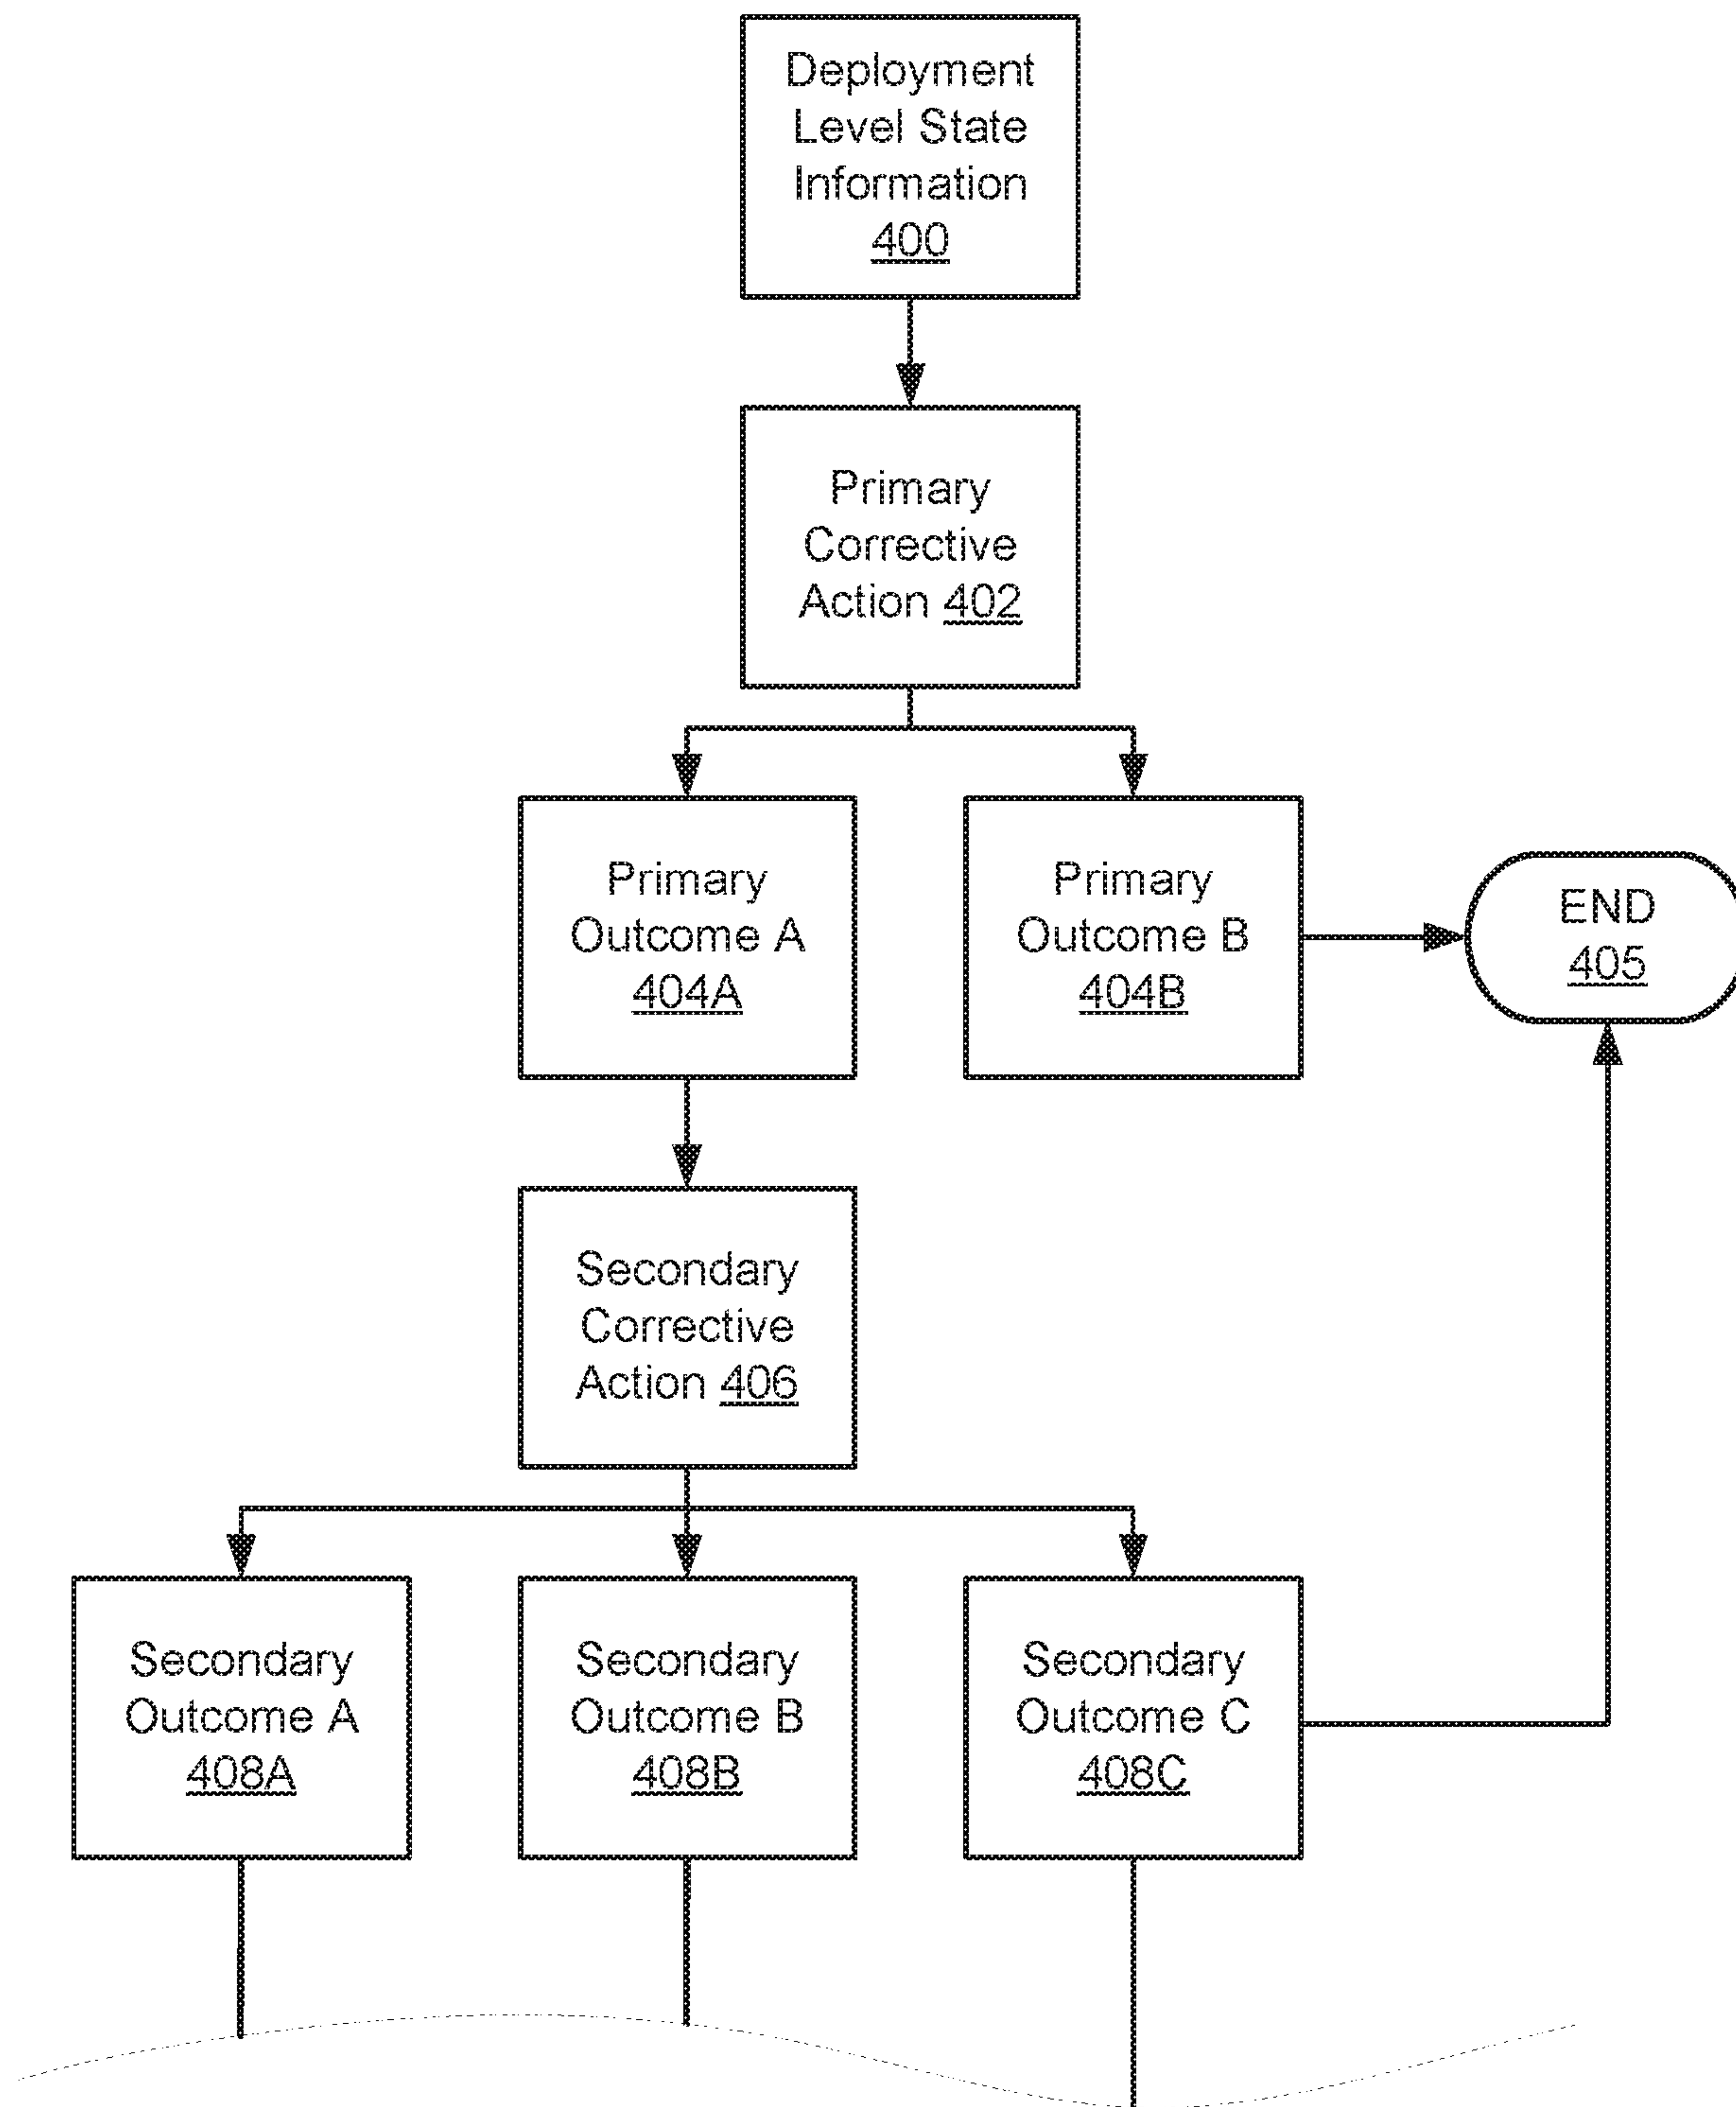 Deployment
Level State
Information
400
Primary
Corrective
Action 402
Primary
Outcome A
404A
Primary
Outcome B
404B
END
405
Secondary
Corrective
Action 406
Secondary
Outcome A
408A
Secondary
Outcome B
408B
Secondary
Outcome C
408C